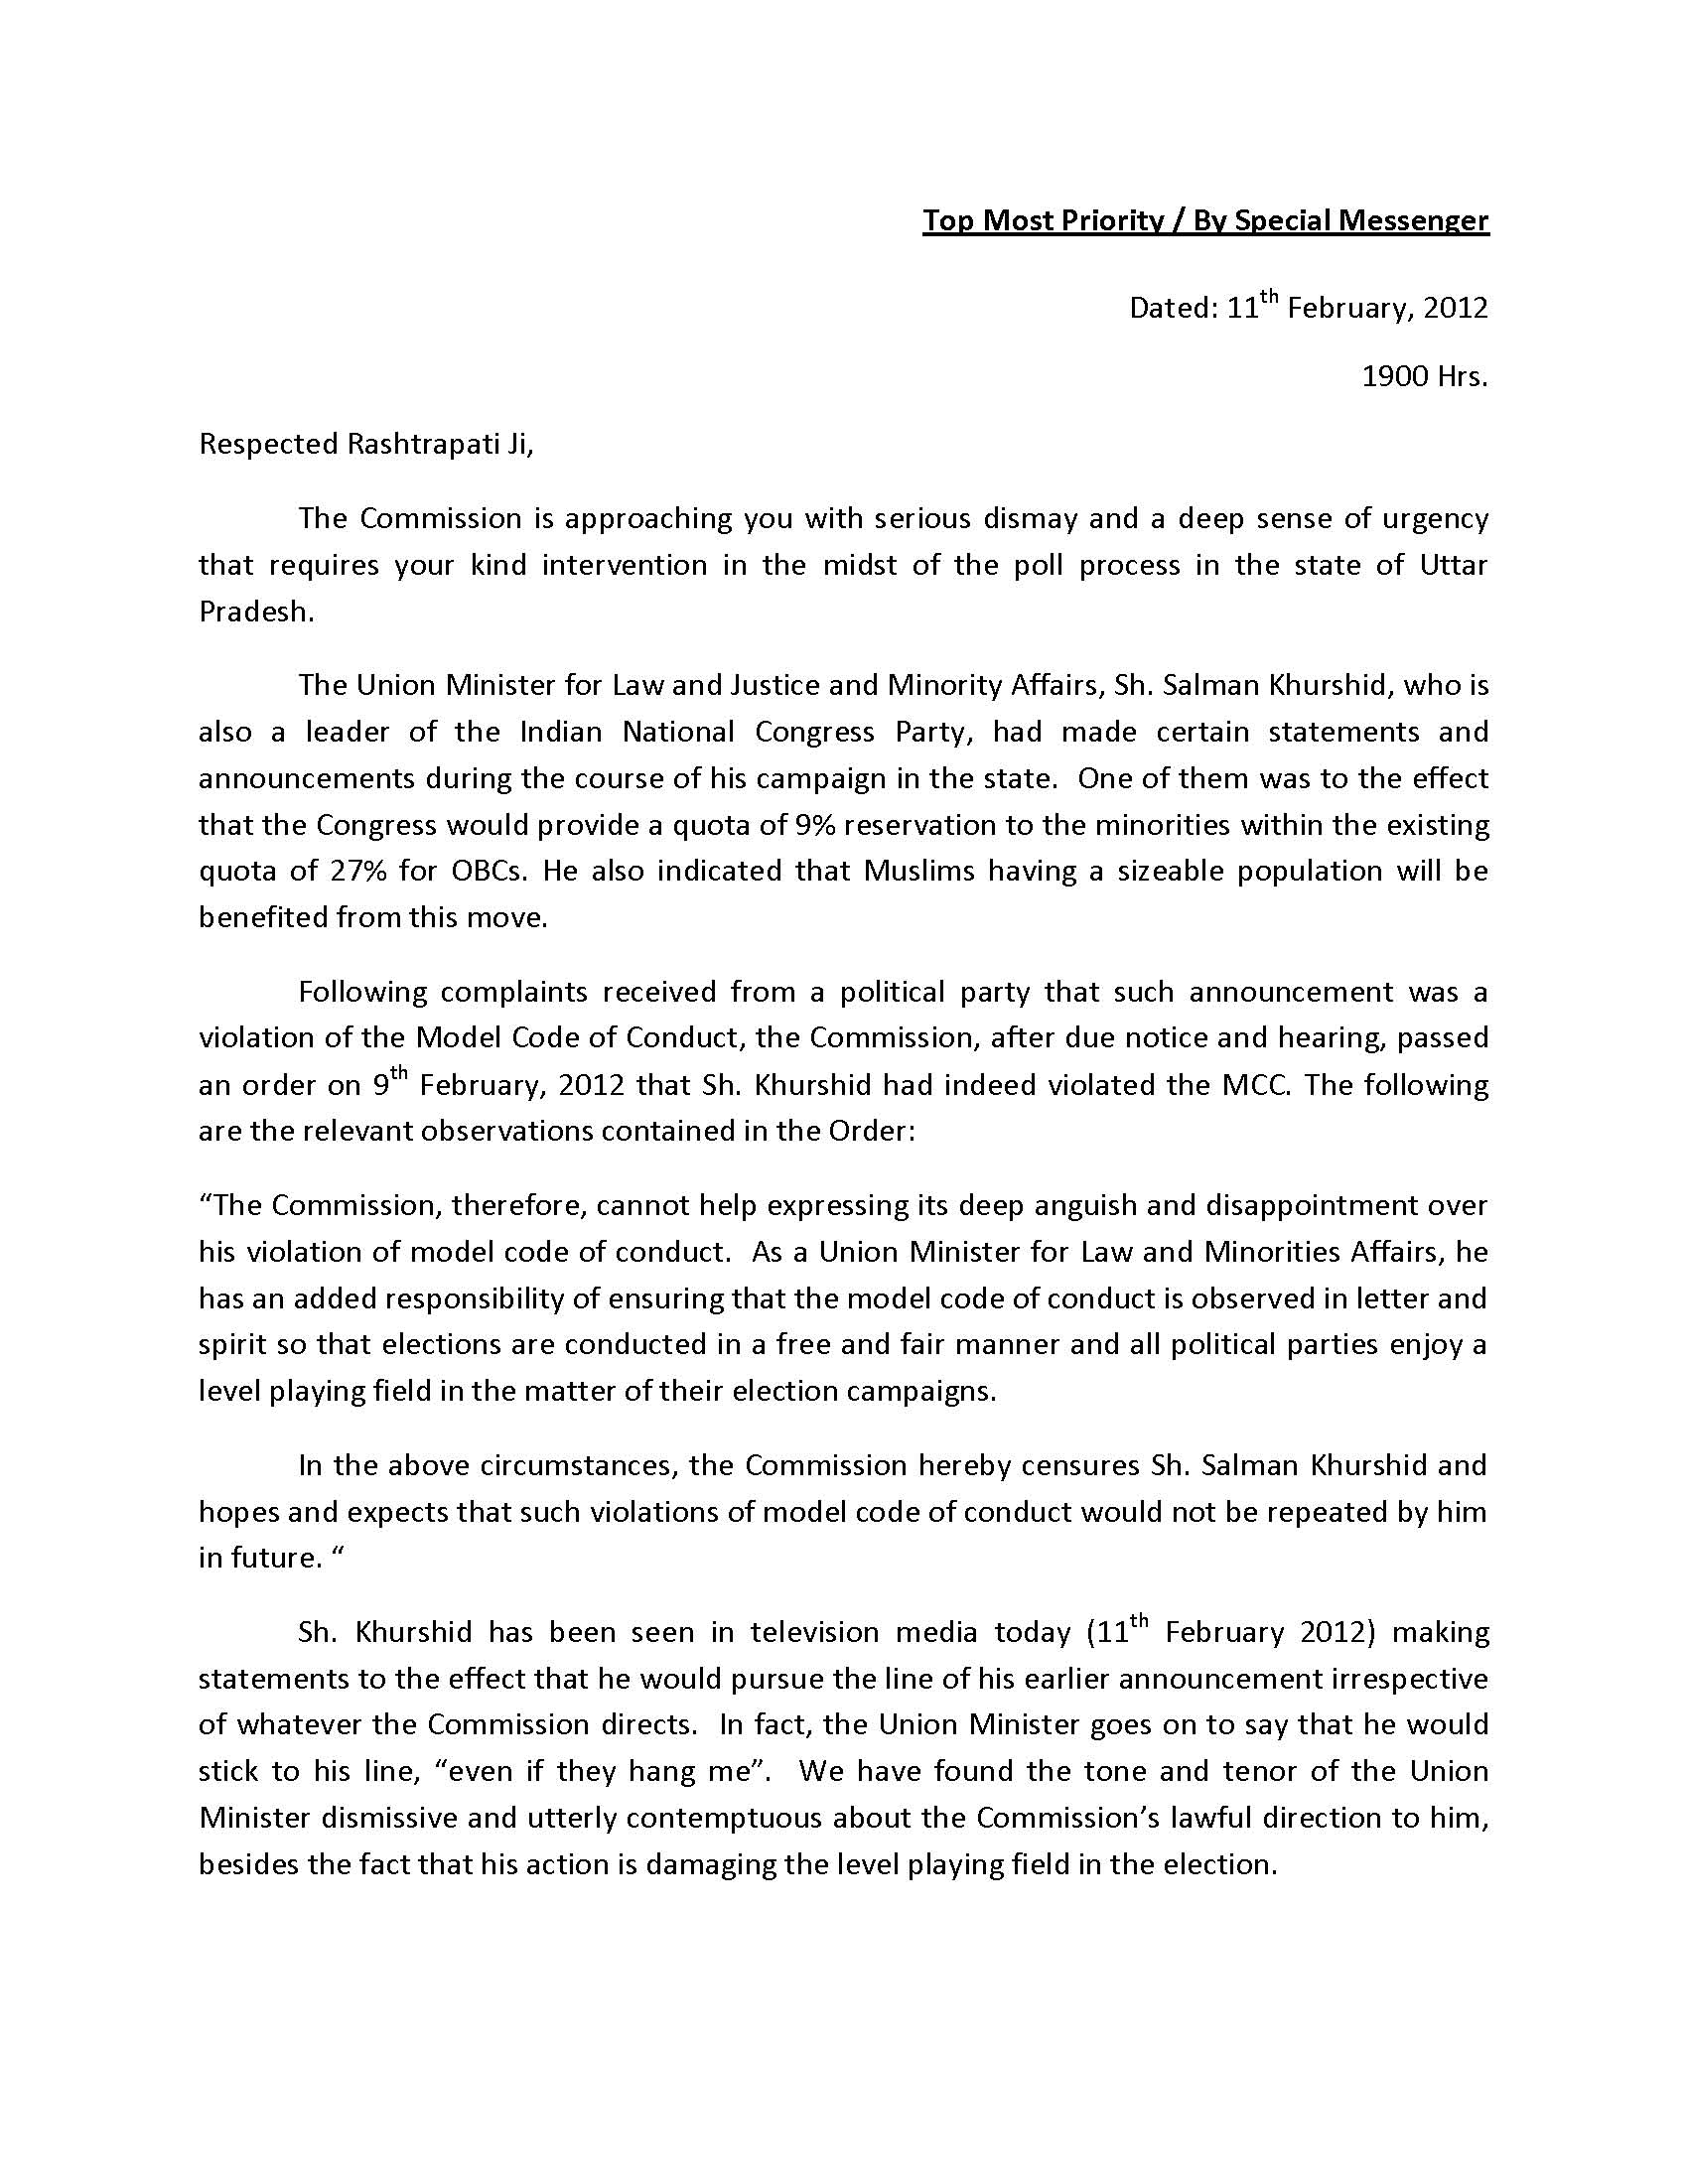 Top Most Priority / By Special Messenger
Dated: 11th February, 2012
1900 Hrs.
Respected Rashtrapati Ji,
The Commission is approaching you with serious dismay and a deep sense of urgency
that requires your kind intervention in the midst of the poll process in the state of Uttar
Pradesh.
The Union Minister for Law and Justice and Minority Affairs, Sh. Salman Khurshid, who is
also a leader of the Indian National Congress Party, had made certain statements and
announcements during the course of his campaign in the state. One of them was to the effect
that the Congress would provide a quota of 9% reservation to the minorities within the existing
quota of 27% for OBCs. He also indicated that Muslims having a sizeable population will be
benefited from this move.
Following complaints received from a political party that such announcement was a
violation of the Model Code of Conduct, the Commission, after due notice and hearing, passed
an order on 9th February, 2012 that Sh. Khurshid had indeed violated the MCC. The following
are the relevant observations contained in the Order:
“The Commission, therefore, cannot help expressing its deep anguish and disappointment over
his violation of model code of conduct. As a Union Minister for Law and Minorities Affairs, he
has an added responsibility of ensuring that the model code of conduct is observed in letter and
spirit so that elections are conducted in a free and fair manner and all political parties enjoy a
level playing field in the matter of their election campaigns.
In the above circumstances, the Commission hereby censures Sh. Salman Khurshid and
hopes and expects that such violations of model code of conduct would not be repeated by him
in future. “
Sh. Khurshid has been seen in television media today (11th February 2012) making
statements to the effect that he would pursue the line of his earlier announcement irrespective
of whatever the Commission directs. In fact, the Union Minister goes on to say that he would
stick to his line, “even if they hang me”. We have found the tone and tenor of the Union
Minister dismissive and utterly contemptuous about the Commission’s lawful direction to him,
besides the fact that his action is damaging the level playing field in the election.